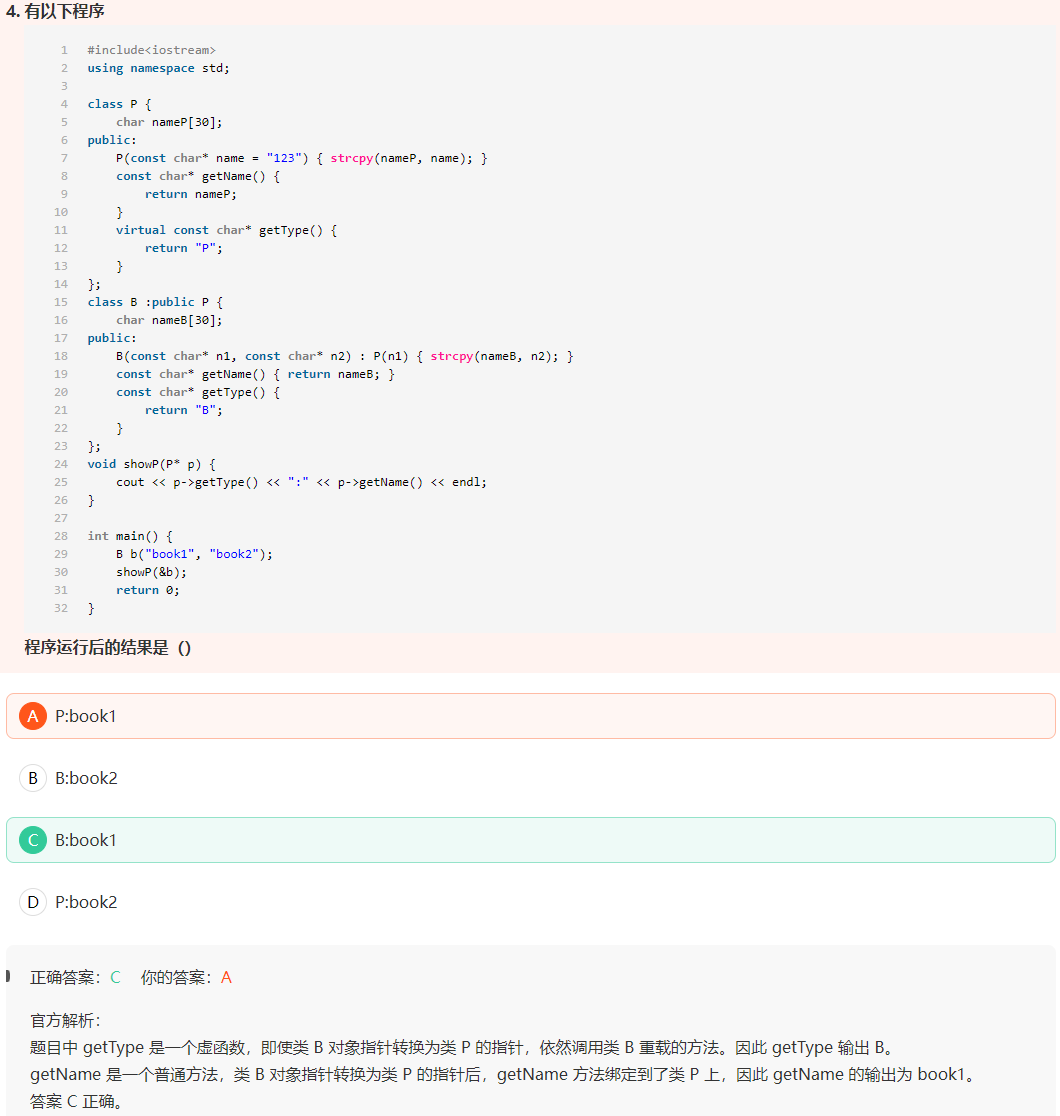 4. 有以下程序
1 #include<iostream>
2 using namespace std;
3
4 class P {
5     char nameP[30];
6 public:
7     P(const char* name = "123") { strcpy(nameP, name); }
8     const char* getName() {
9         return nameP;
10     }
11     virtual const char* getType() {
12         return "P";
13     }
14 };
15 class B :public P {
16     char nameB[30];
17 public:
18     B(const char* n1, const char* n2) : P(n1) { strcpy(nameB, n2); }
19     const char* getName() { return nameB; }
20     const char* getType() {
21         return "B";
22     }
23 };
24 void showP(P* p) {
25     cout << p->getType() << ":" << p->getName() << endl;
26 }
27
28 int main() {
29     B b("book1", "book2");
30     showP(&b);
31     return 0;
32 }
程序运行后的结果是（）
A P:book1
B B:book2
C B:book1
D P:book2
正确答案：C 你的答案：A
官方解析：
题目中 getType 是一个虚函数，即使类 B 对象指针转换为类 P 的指针，依然调用类 B 重载的方法。因此 getType 输出 B。
getName 是一个普通方法，类 B 对象指针转换为类 P 的指针后，getName 方法绑定到了类 P 上，因此 getName 的输出为 book1。
答案 C 正确。